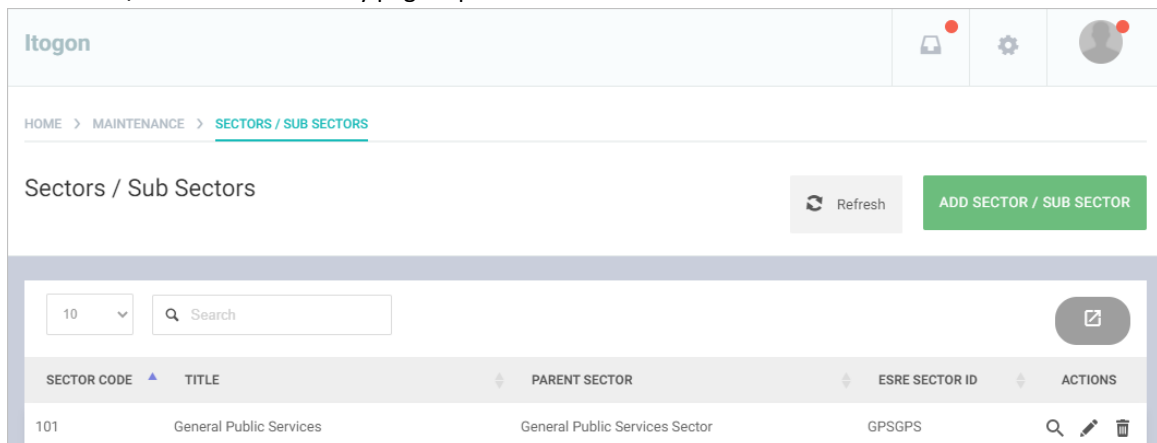 Itogon
HOME > MAINTENANCE > SECTORS / SUB SECTORS
Sectors / Sub Sectors
Refresh
ADD SECTOR / SUB SECTOR
10
Search
SECTOR CODE TITLE PARENT SECTOR ESRE SECTOR ID ACTIONS
101 General Public Services General Public Services Sector GPSGPS